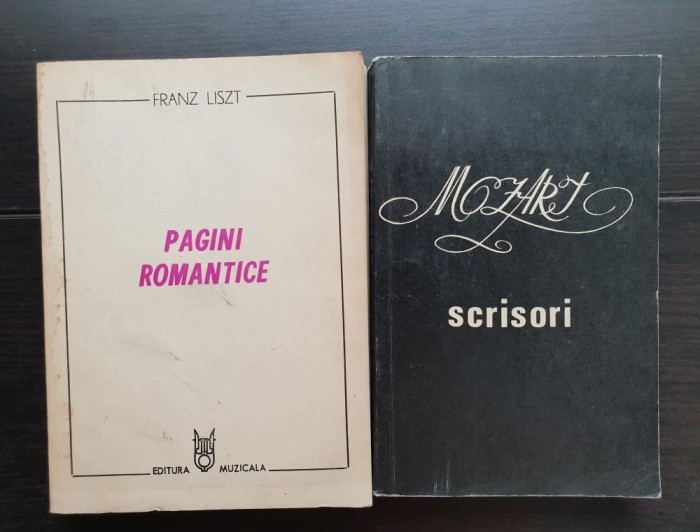 FRANZ LISZT
PAGINI
ROMANTICE
EDITURA MUZICALA
MOZART
scrisori